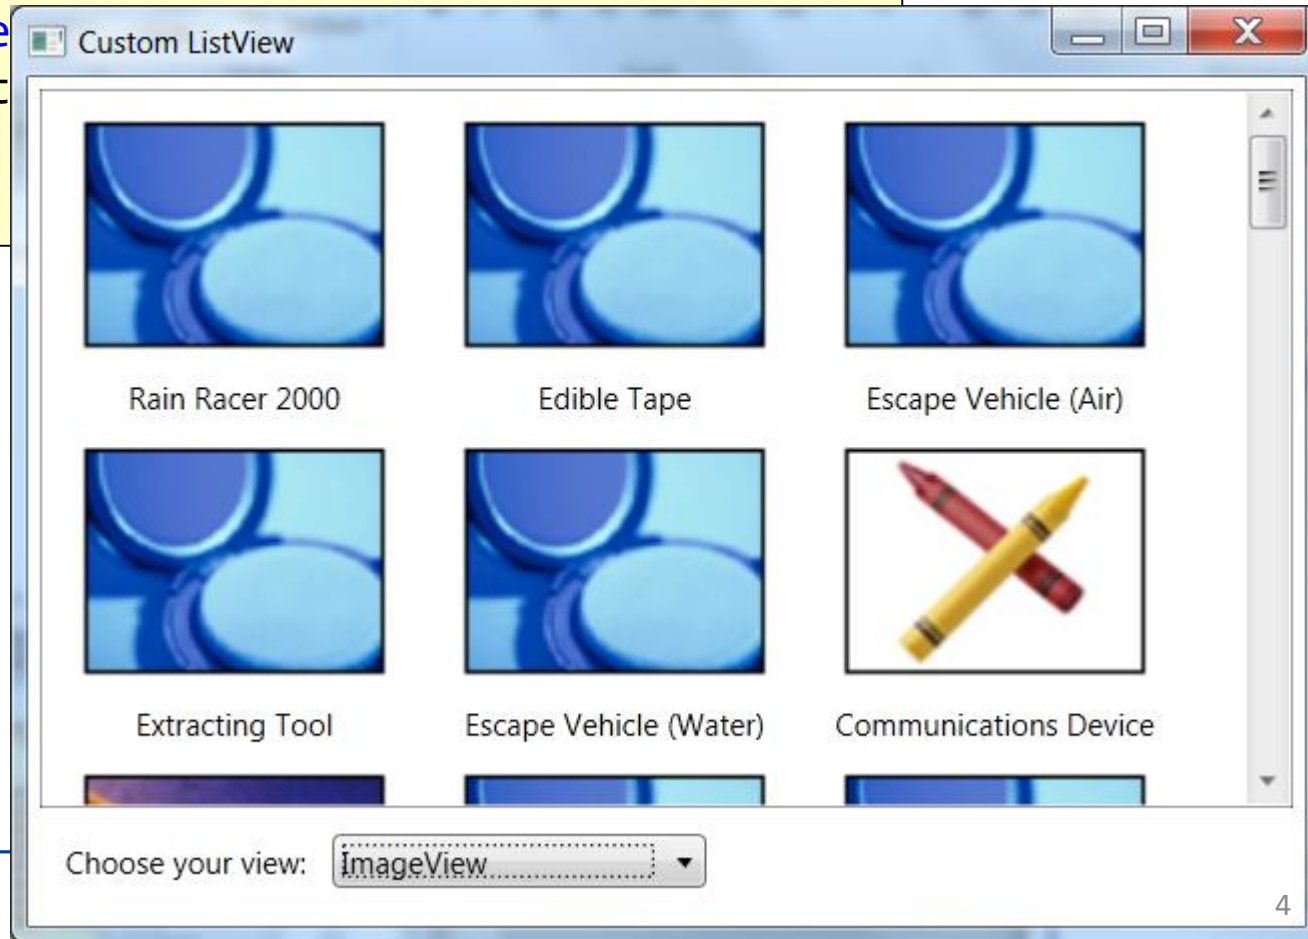 Custom ListView
Rain Racer 2000
Edible Tape
Escape Vehicle (Air)
Extracting Tool
Escape Vehicle (Water)
Communications Device
Choose your view:
ImageView
4